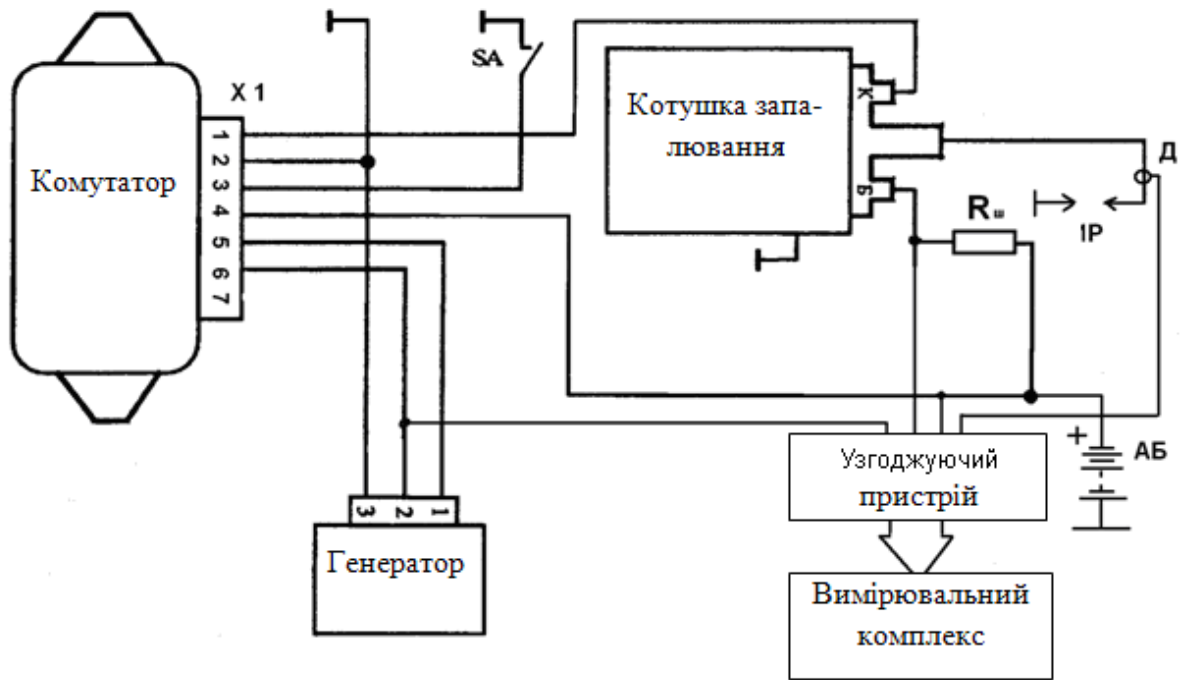 SA
X 1
Комутатор
1
2
3
4
5
6
7
Котушка запа-
лювання
К
Б
Д
Rш
IP
3 2 1
Генератор
Узгоджуючий
пристрій
+
АБ
Вимірювальний
комплекс